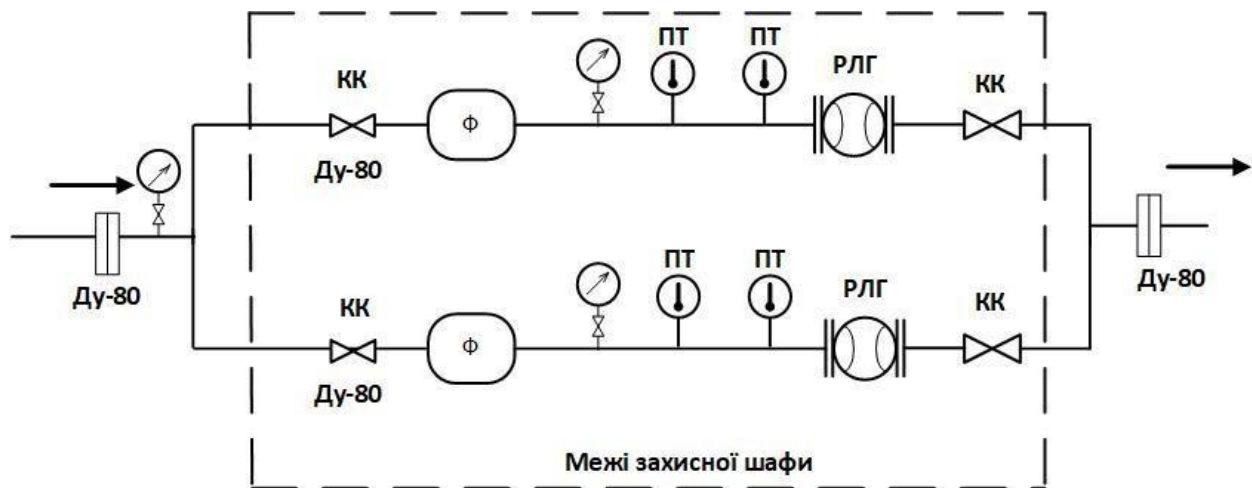 ПТ ПТ
РЛГ
КК КК
Ф
Ду-80
ПТ ПТ
Ду-80 Ду-80
РЛГ
КК КК
Ф
Ду-80
Межі захисної шафи